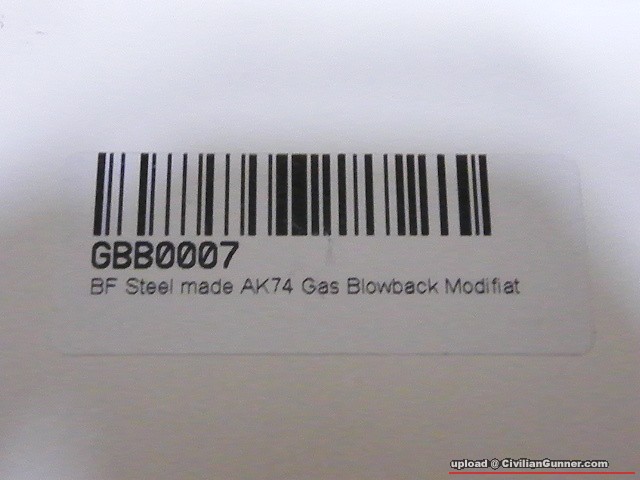 GBB0007
BF Steel made AK74 Gas Blowback Modifiat
upload @ CivilianGunner.com